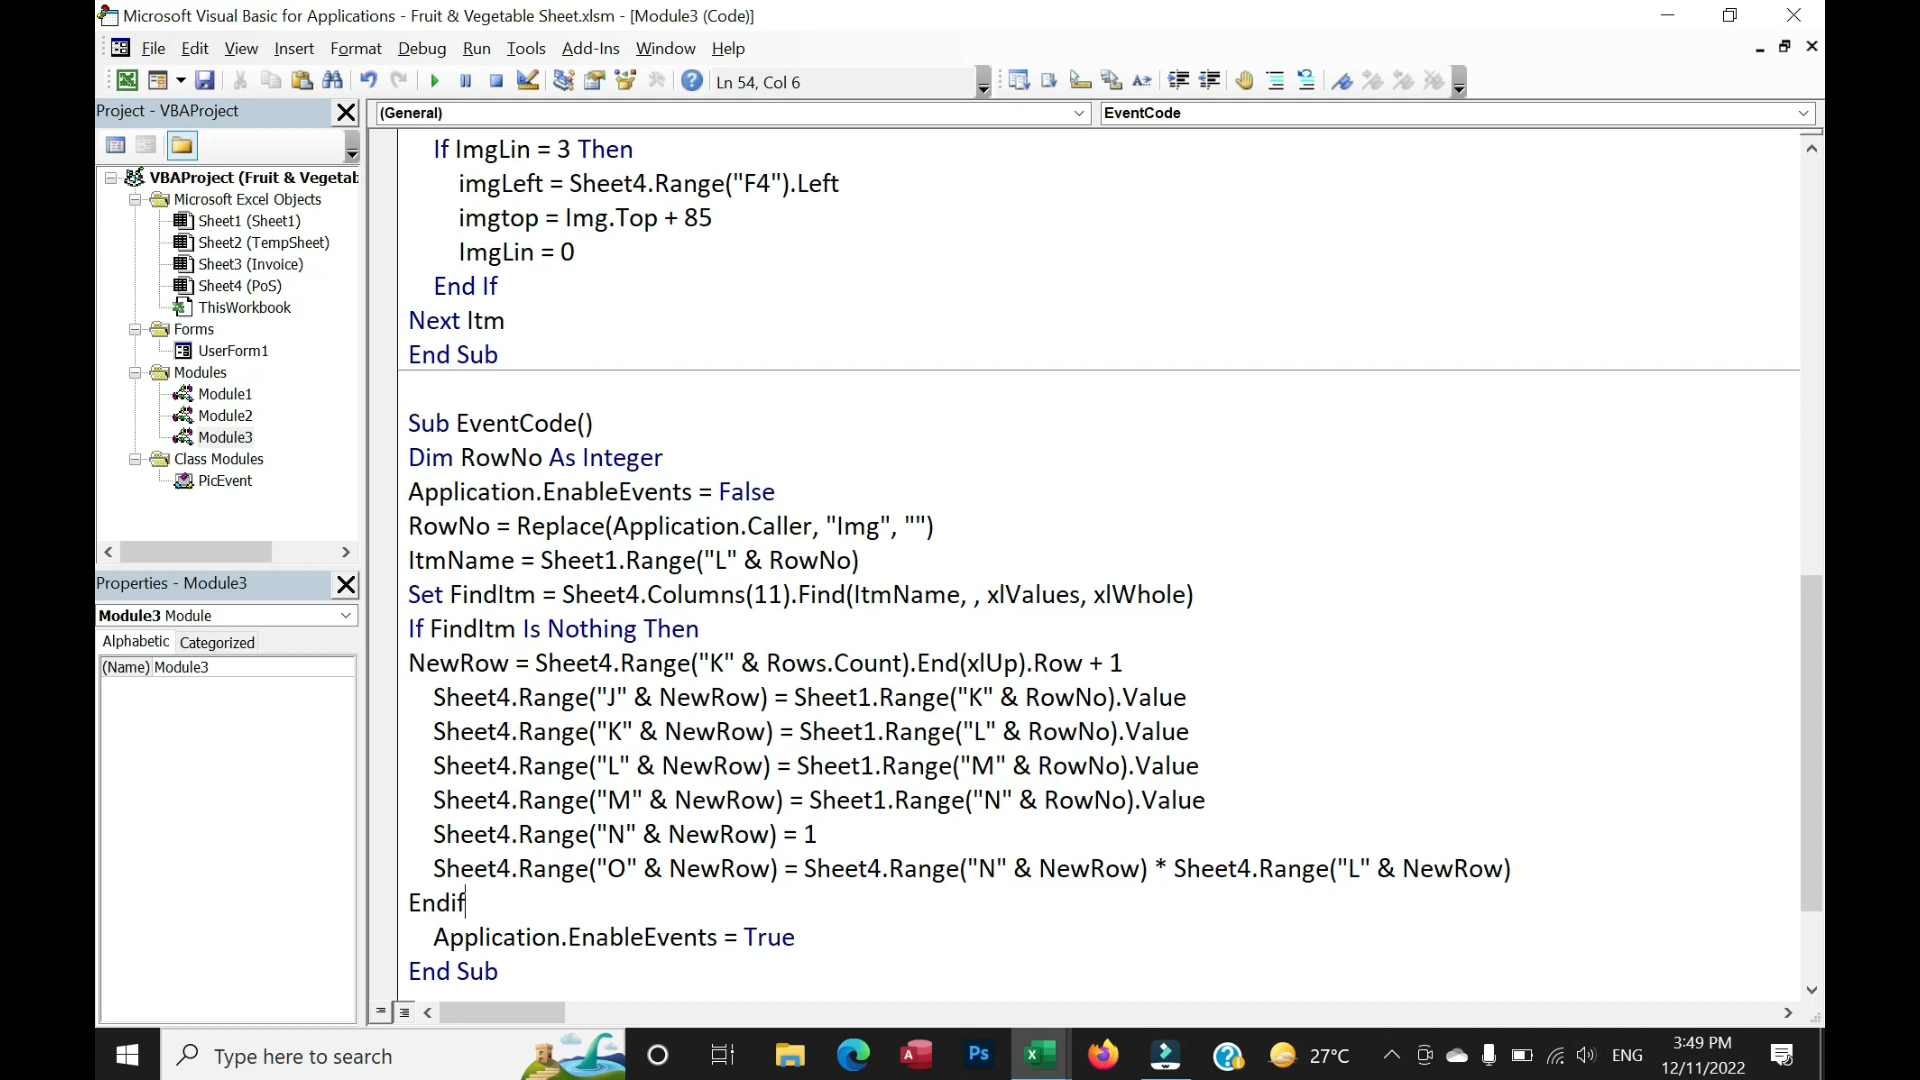 Microsoft Visual Basic for Applications - Fruit & Vegetable Sheet.xlsm - [Module3 (Code)]
File Edit View Insert Format Debug Run Tools Add-Ins Window Help
Ln 54, Col 6
Project - VBAProject
(General)
EventCode
VBAProject (Fruit & Vegetab
Microsoft Excel Objects
Sheet1 (Sheet1)
Sheet2 (TempSheet)
Sheet3 (Invoice)
Sheet4 (PoS)
ThisWorkbook
Forms
UserForm1
Modules
Module1
Module2
Module3
Class Modules
PicEvent
Properties - Module3
Module3 Module
Alphabetic Categorized
(Name) Module3
If ImgLin = 3 Then
imgLeft = Sheet4.Range("F4").Left
imgtop = Img.Top + 85
ImgLin = 0
End If
Next Itm
End Sub
Sub EventCode()
Dim RowNo As Integer
Application.EnableEvents = False
RowNo = Replace(Application.Caller, "Img", "")
ItmName = Sheet1.Range("L" & RowNo)
Set FindItm = Sheet4.Columns(11).Find(ItmName, , xlValues, xlWhole)
If FindItm Is Nothing Then
NewRow = Sheet4.Range("K" & Rows.Count).End(xlUp).Row + 1
Sheet4.Range("J" & NewRow) = Sheet1.Range("K" & RowNo).Value
Sheet4.Range("K" & NewRow) = Sheet1.Range("L" & RowNo).Value
Sheet4.Range("L" & NewRow) = Sheet1.Range("M" & RowNo).Value
Sheet4.Range("M" & NewRow) = Sheet1.Range("N" & RowNo).Value
Sheet4.Range("N" & NewRow) = 1
Sheet4.Range("O" & NewRow) = Sheet4.Range("N" & NewRow) * Sheet4.Range("L" & NewRow)
Endif
Application.EnableEvents = True
End Sub
Type here to search
Ps
27°C
ENG
3:49 PM
12/11/2022